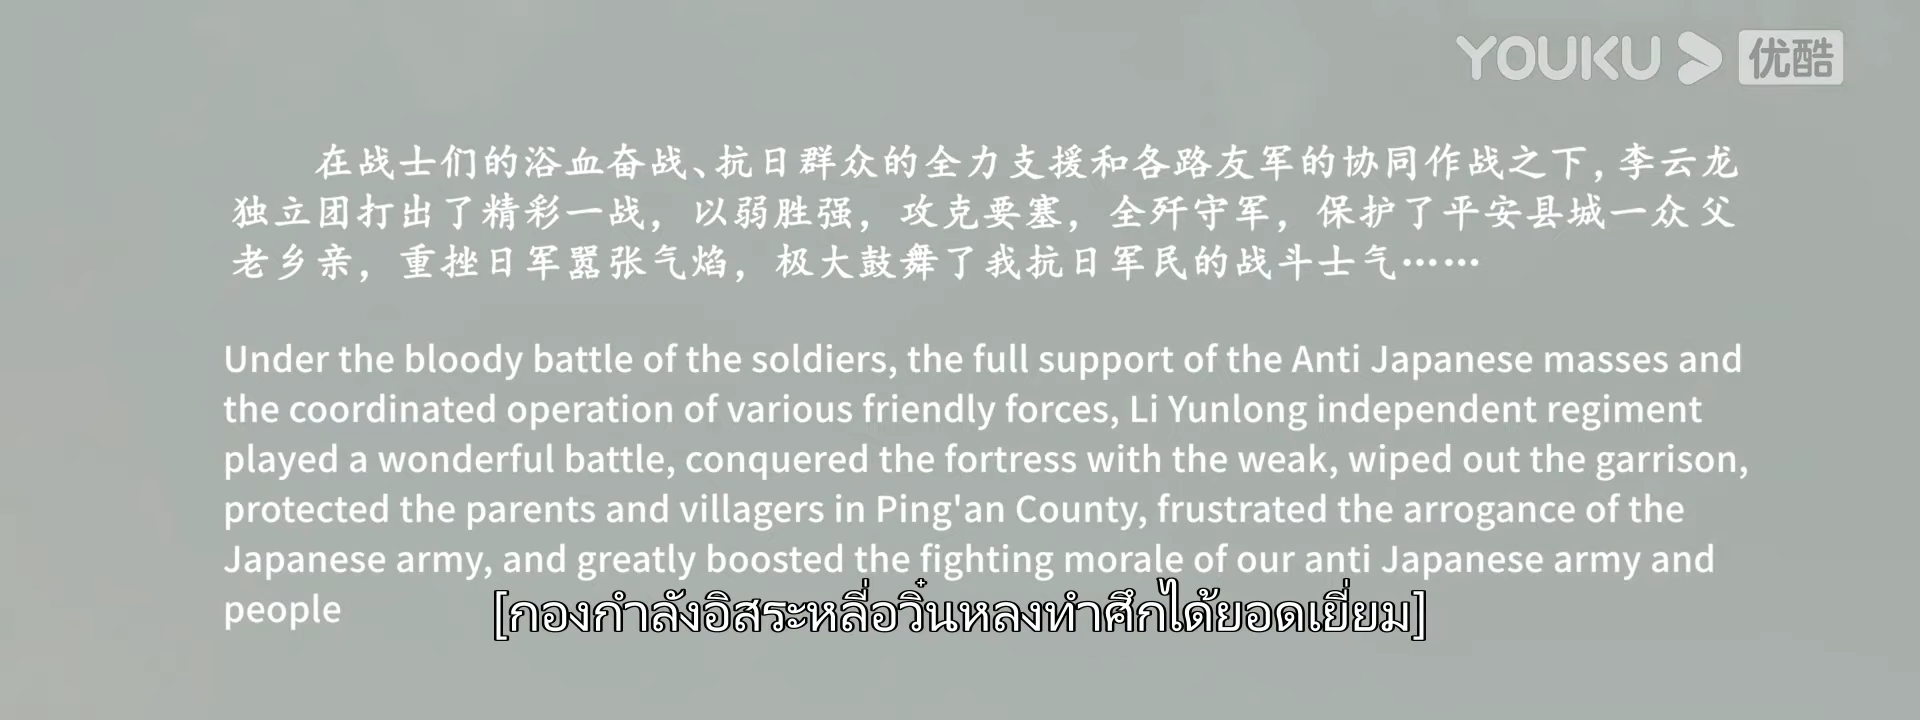 YOUKU 优酷
在战士们的浴血奋战、抗日群众的全力支援和各路友军的协同作战之下，李云龙
独立团打出了精彩一战，以弱胜强，攻克要塞，全歼守军，保护了平安县城一众父
老乡亲，重挫日军嚣张气焰，极大鼓舞了我抗日军民的战斗士气……
Under the bloody battle of the soldiers, the full support of the Anti Japanese masses and
the coordinated operation of various friendly forces, Li Yunlong independent regiment
played a wonderful battle, conquered the fortress with the weak, wiped out the garrison,
protected the parents and villagers in Ping'an County, frustrated the arrogance of the
Japanese army, and greatly boosted the fighting morale of our anti Japanese army and
people
[กองกำลังอิสระหลี่อวิ๋นหลงทำศึกได้ยอดเยี่ยม]